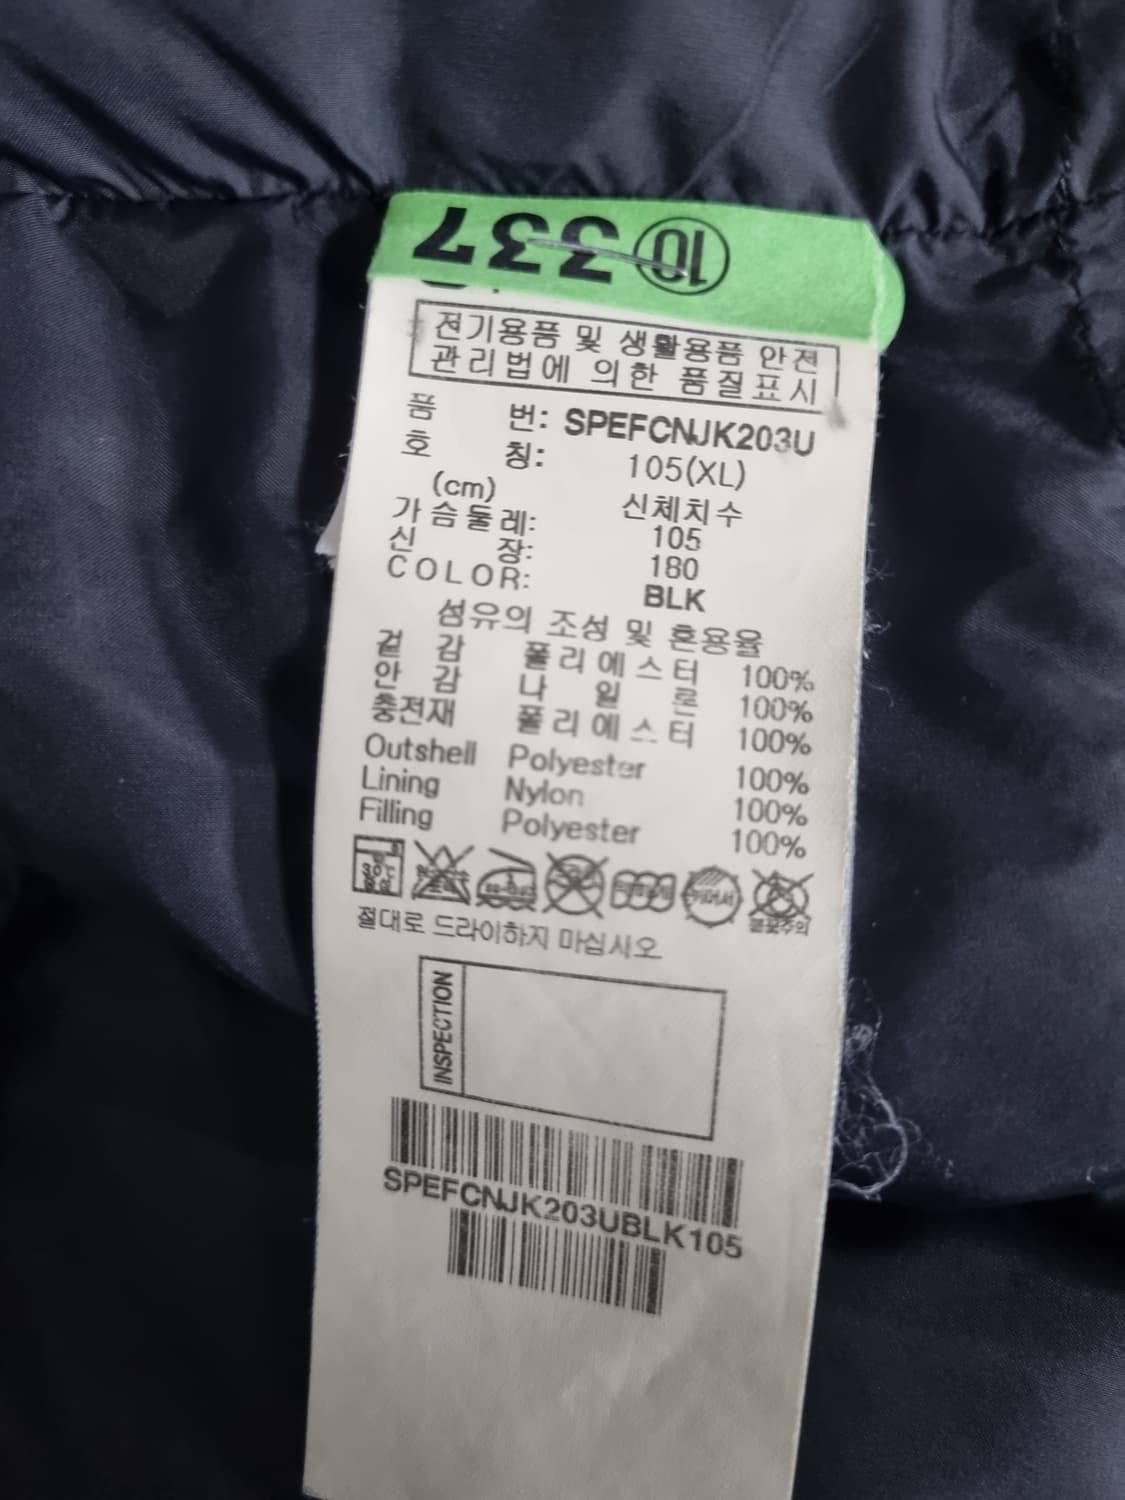 ⑩337
전기용품 및 생활용품 안전
관리법에 의한 품질표시
품 번: SPEFCNJK203U
호 칭: 105(XL)
(cm) 신체치수
가슴둘레: 105
신 장: 180
COLOR: BLK
섬유의 조성 및 혼용율
겉 감 폴리에스터 100%
안 감 나 일 론 100%
충전재 폴리에스터 100%
Outshell Polyester 100%
Lining Nylon 100%
Filling Polyester 100%
절대로 드라이하지 마십시오
INSPECTION
SPEFCNJK203UBLK105